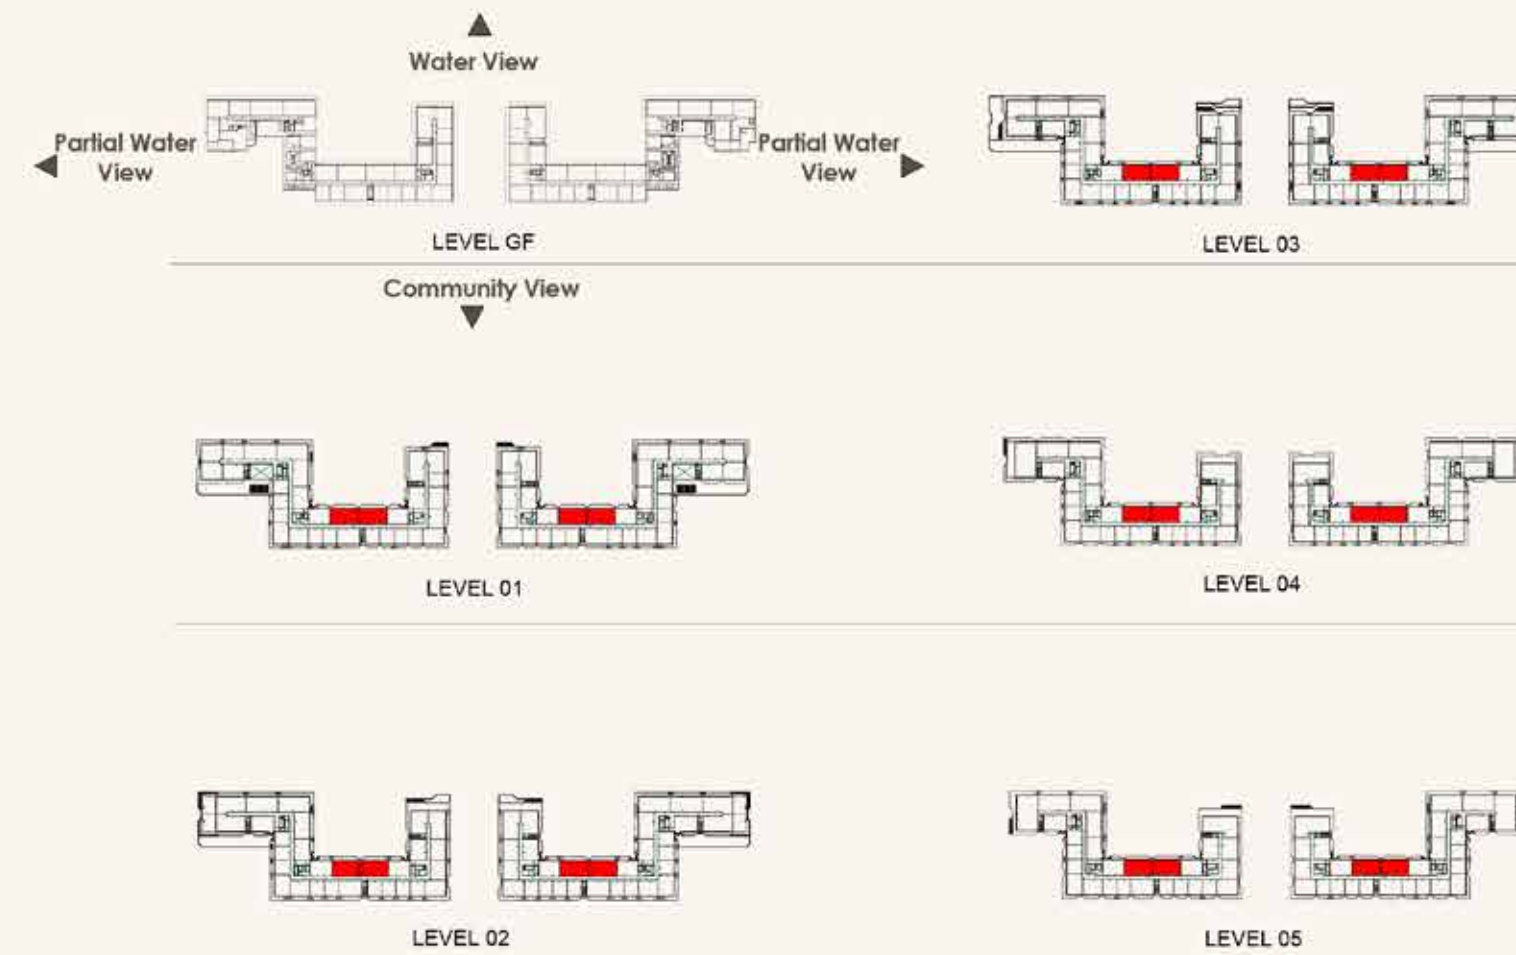 Water View
Partial Water
View
Partial Water
View
LEVEL GF
LEVEL 03
Community View
LEVEL 01
LEVEL 04
LEVEL 02
LEVEL 05